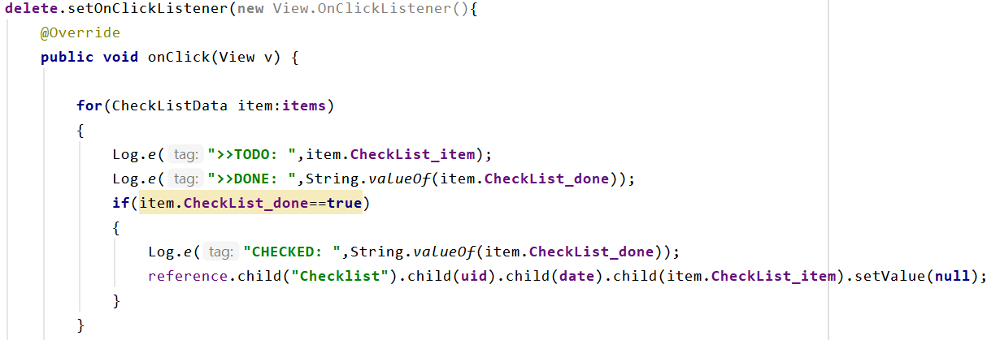 delete.setOnClickListener(new View.OnClickListener(){
@Override
public void onClick(View v) {
for(CheckListData item:items)
{
Log.e( tag: ">>TODO: ",item.CheckList_item);
Log.e( tag: ">>DONE: ",String.valueOf(item.CheckList_done));
if(item.CheckList_done==true)
{
Log.e( tag: "CHECKED: ",String.valueOf(item.CheckList_done));
reference.child("Checklist").child(uid).child(date).child(item.CheckList_item).setValue(null);
}
}